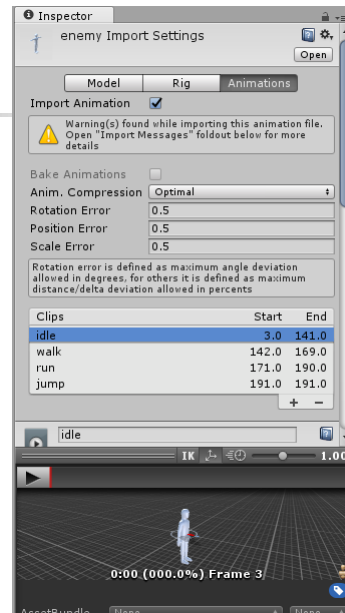 Inspector
enemy Import Settings
Open
Model Rig Animations
Import Animation
Warning(s) found while importing this animation file.
Open "Import Messages" foldout below for more
details
Bake Animations
Anim. Compression Optimal
Rotation Error 0.5
Position Error 0.5
Scale Error 0.5
Rotation error is defined as maximum angle deviation
allowed in degrees, for others it is defined as maximum
distance/delta deviation allowed in percents
Clips Start End
idle 3.0 141.0
walk 142.0 169.0
run 171.0 190.0
jump 191.0 191.0
+ −
idle
IK 1.00
0:00 (000.0%) Frame 3
AssetBundle None None